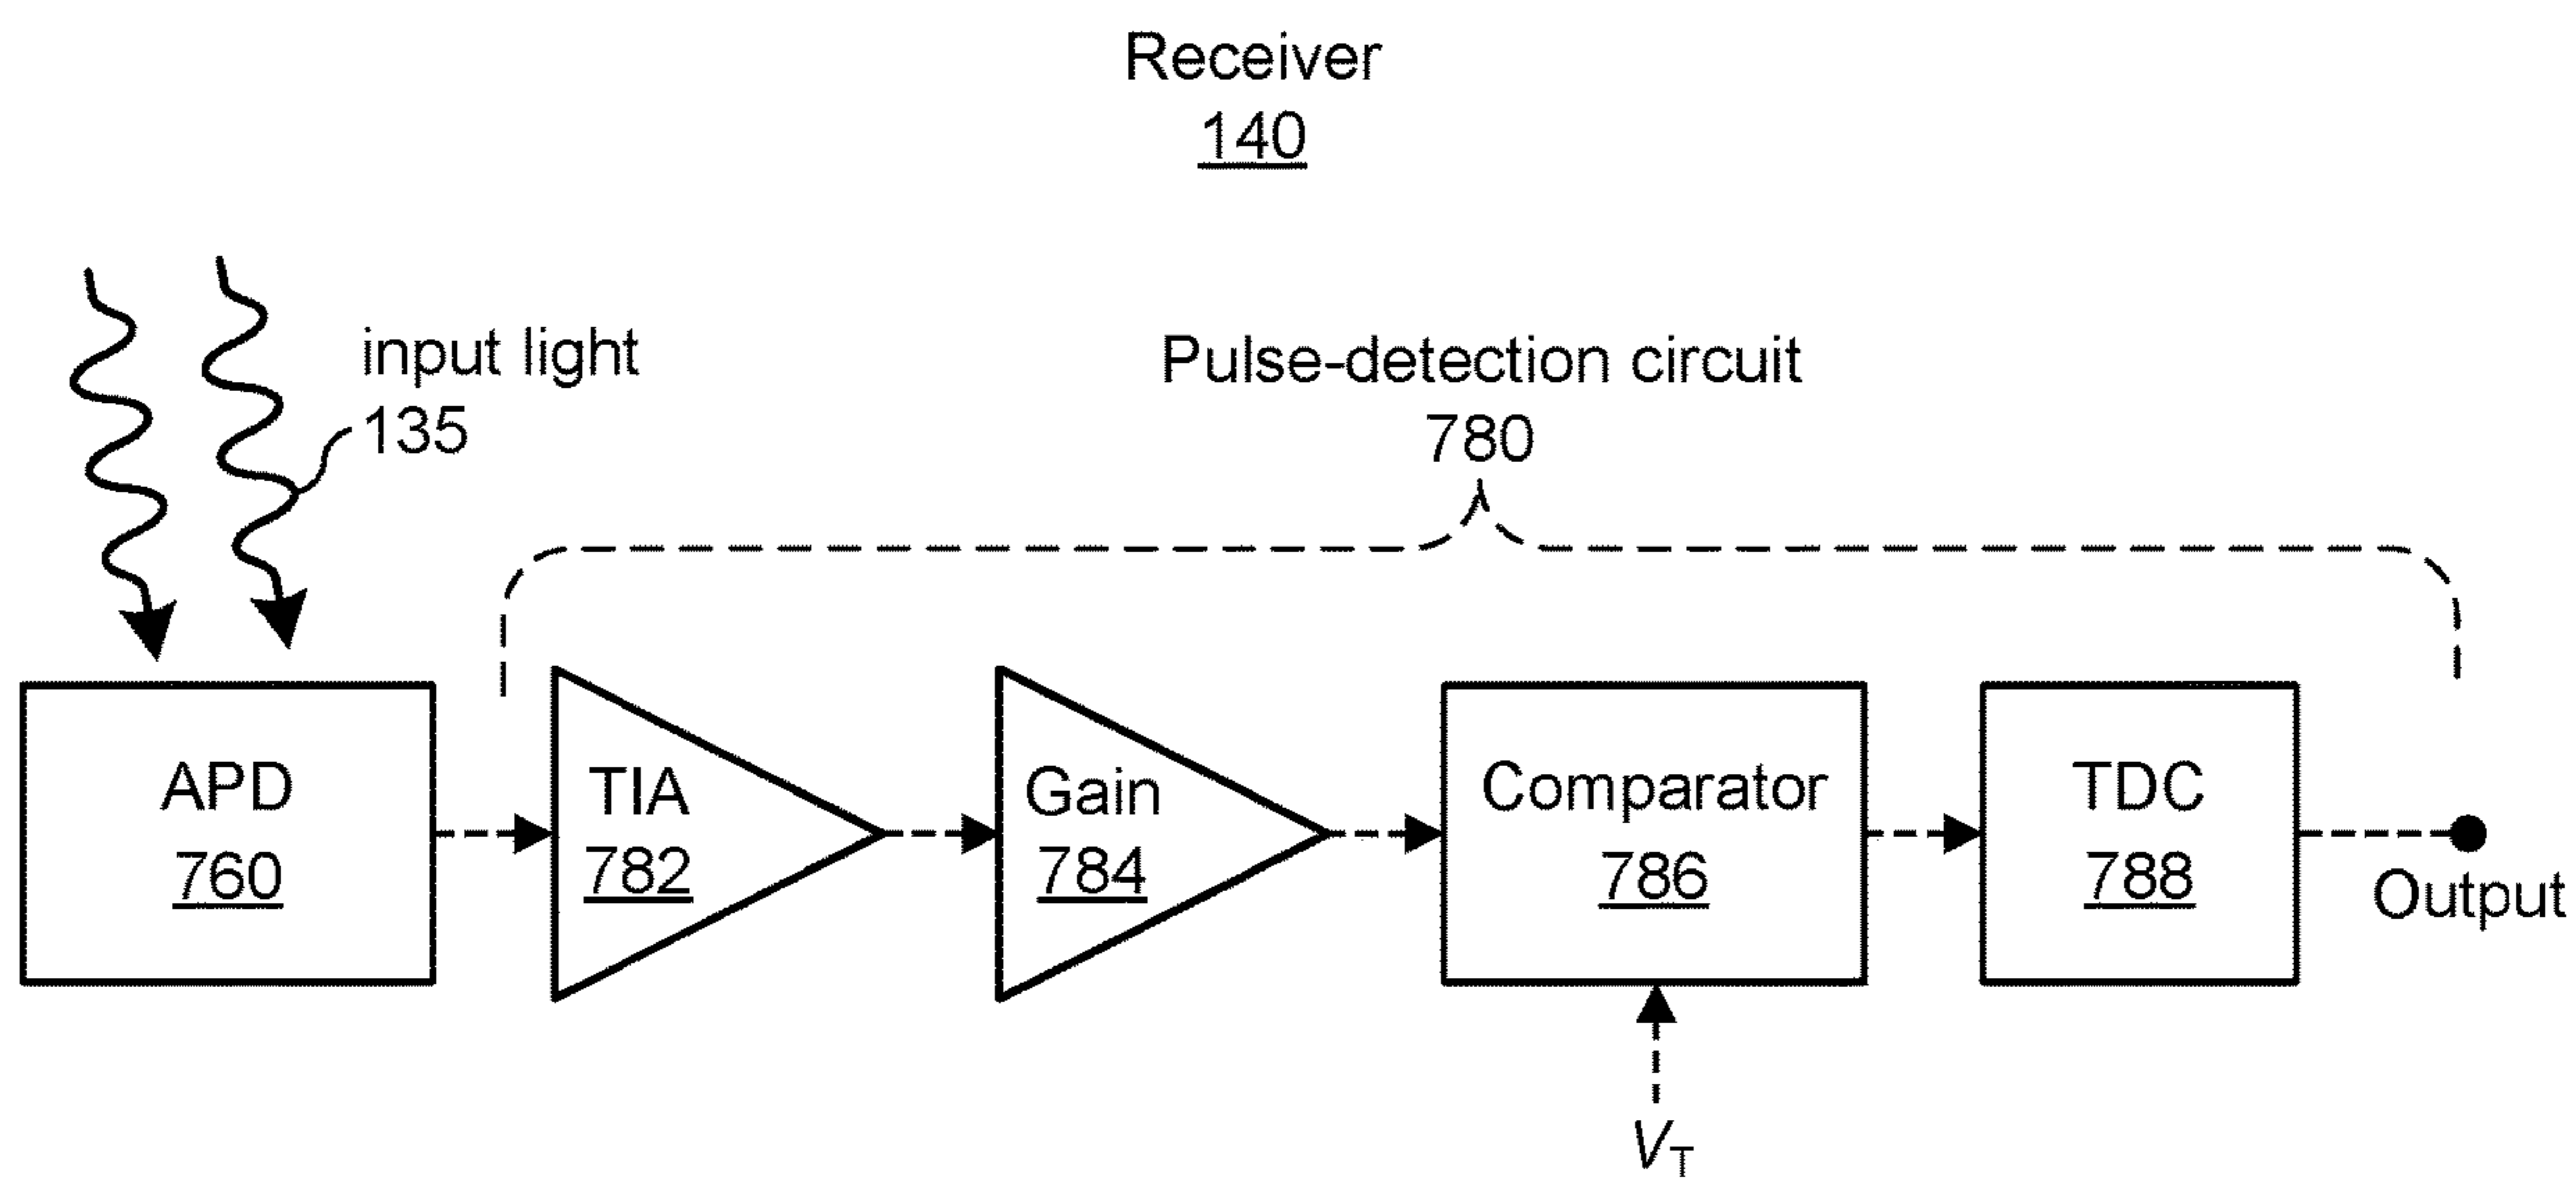 Receiver
140
input light
135
Pulse-detection circuit
780
APD
760
TIA
782
Gain
784
Comparator
786
TDC
788
Output
VT